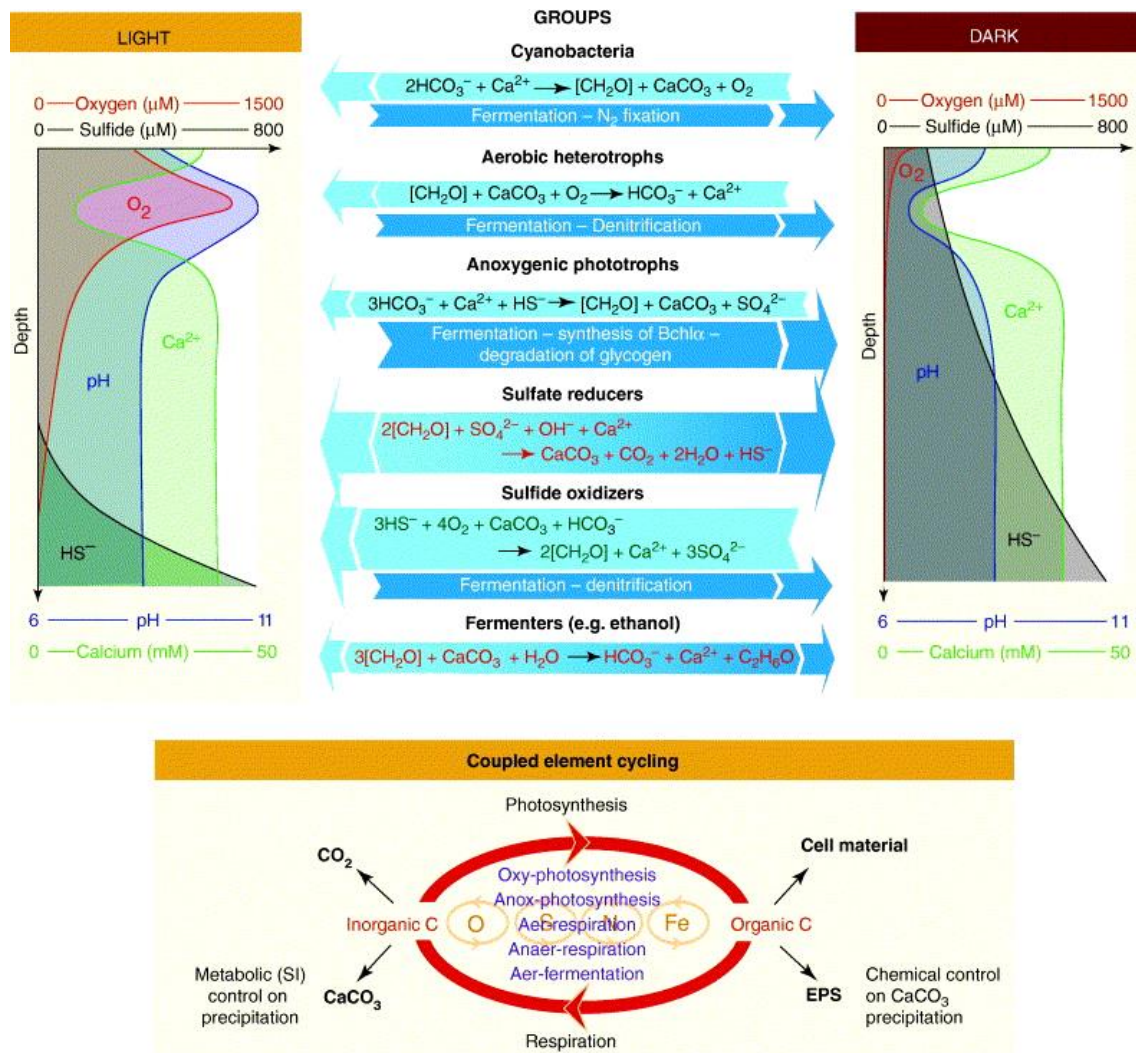 LIGHT
0 Oxygen (μM) 1500
0 Sulfide (μM) 800
O₂
Ca²⁺
pH
HS⁻
Depth
6 pH 11
0 Calcium (mM) 50
GROUPS
Cyanobacteria
2HCO₃⁻ + Ca²⁺ → [CH₂O] + CaCO₃ + O₂
Fermentation – N₂ fixation
Aerobic heterotrophs
[CH₂O] + CaCO₃ + O₂ → HCO₃⁻ + Ca²⁺
Fermentation – Denitrification
Anoxygenic phototrophs
3HCO₃⁻ + Ca²⁺ + HS⁻ → [CH₂O] + CaCO₃ + SO₄²⁻
Fermentation – synthesis of Bchlα –
degradation of glycogen
Sulfate reducers
2[CH₂O] + SO₄²⁻ + OH⁻ + Ca²⁺
→ CaCO₃ + CO₂ + 2H₂O + HS⁻
Sulfide oxidizers
3HS⁻ + 4O₂ + CaCO₃ + HCO₃⁻
→ 2[CH₂O] + Ca²⁺ + 3SO₄²⁻
Fermentation – denitrification
Fermenters (e.g. ethanol)
3[CH₂O] + CaCO₃ + H₂O → HCO₃⁻ + Ca²⁺ + C₂H₆O
DARK
0 Oxygen (μM) 1500
0 Sulfide (μM) 800
O₂
Ca²⁺
pH
HS⁻
Depth
6 pH 11
0 Calcium (mM) 50
Coupled element cycling
Photosynthesis
CO₂
Cell material
Oxy-photosynthesis
Anox-photosynthesis
Inorganic C
O S N Fe
Aer-respiration
Organic C
Anaer-respiration
Aer-fermentation
Metabolic (SI)
control on
precipitation
CaCO₃
EPS
Chemical control
on CaCO₃
precipitation
Respiration